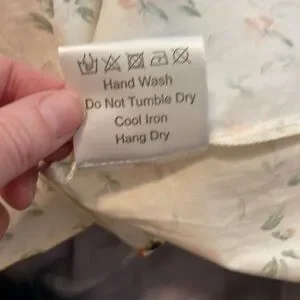 Hand Wash
Do Not Tumble Dry
Cool Iron
Hang Dry